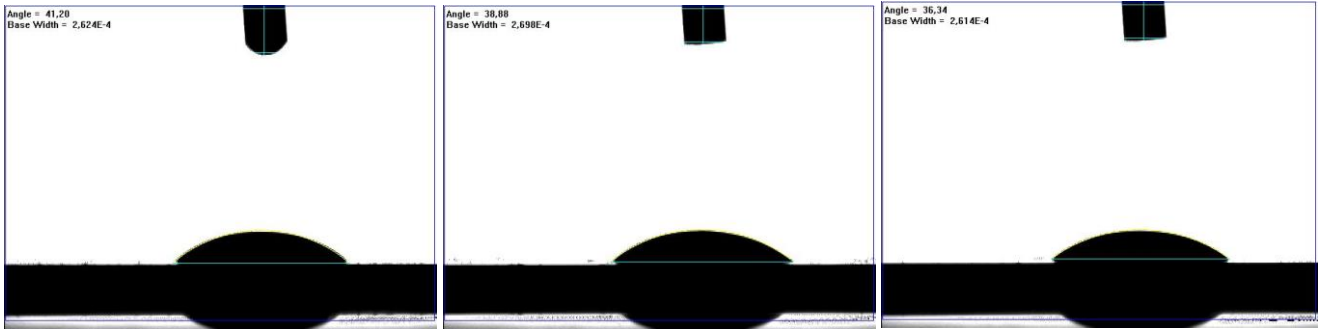 Angle = 41,20
Base Width = 2,624E-4
Angle = 38,88
Base Width = 2,698E-4
Angle = 36,34
Base Width = 2,614E-4